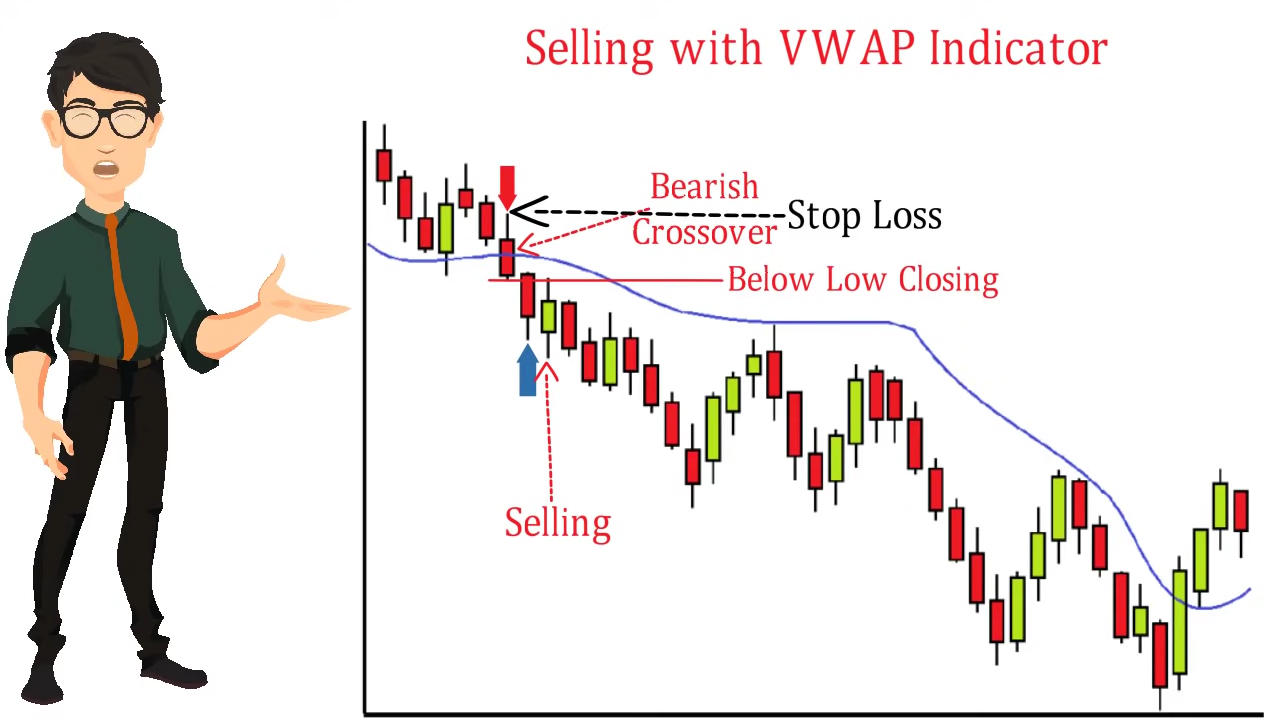 Selling with VWAP Indicator
Bearish
Crossover
Stop Loss
Below Low Closing
Selling